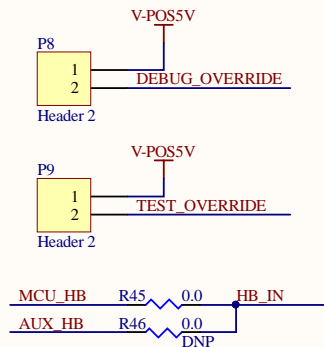 V-POS5V
P8
1
2
DEBUG_OVERRIDE
Header 2
V-POS5V
P9
1
2
TEST_OVERRIDE
Header 2
MCU_HB R45 0.0 HB_IN
AUX_HB R46 0.0
DNP